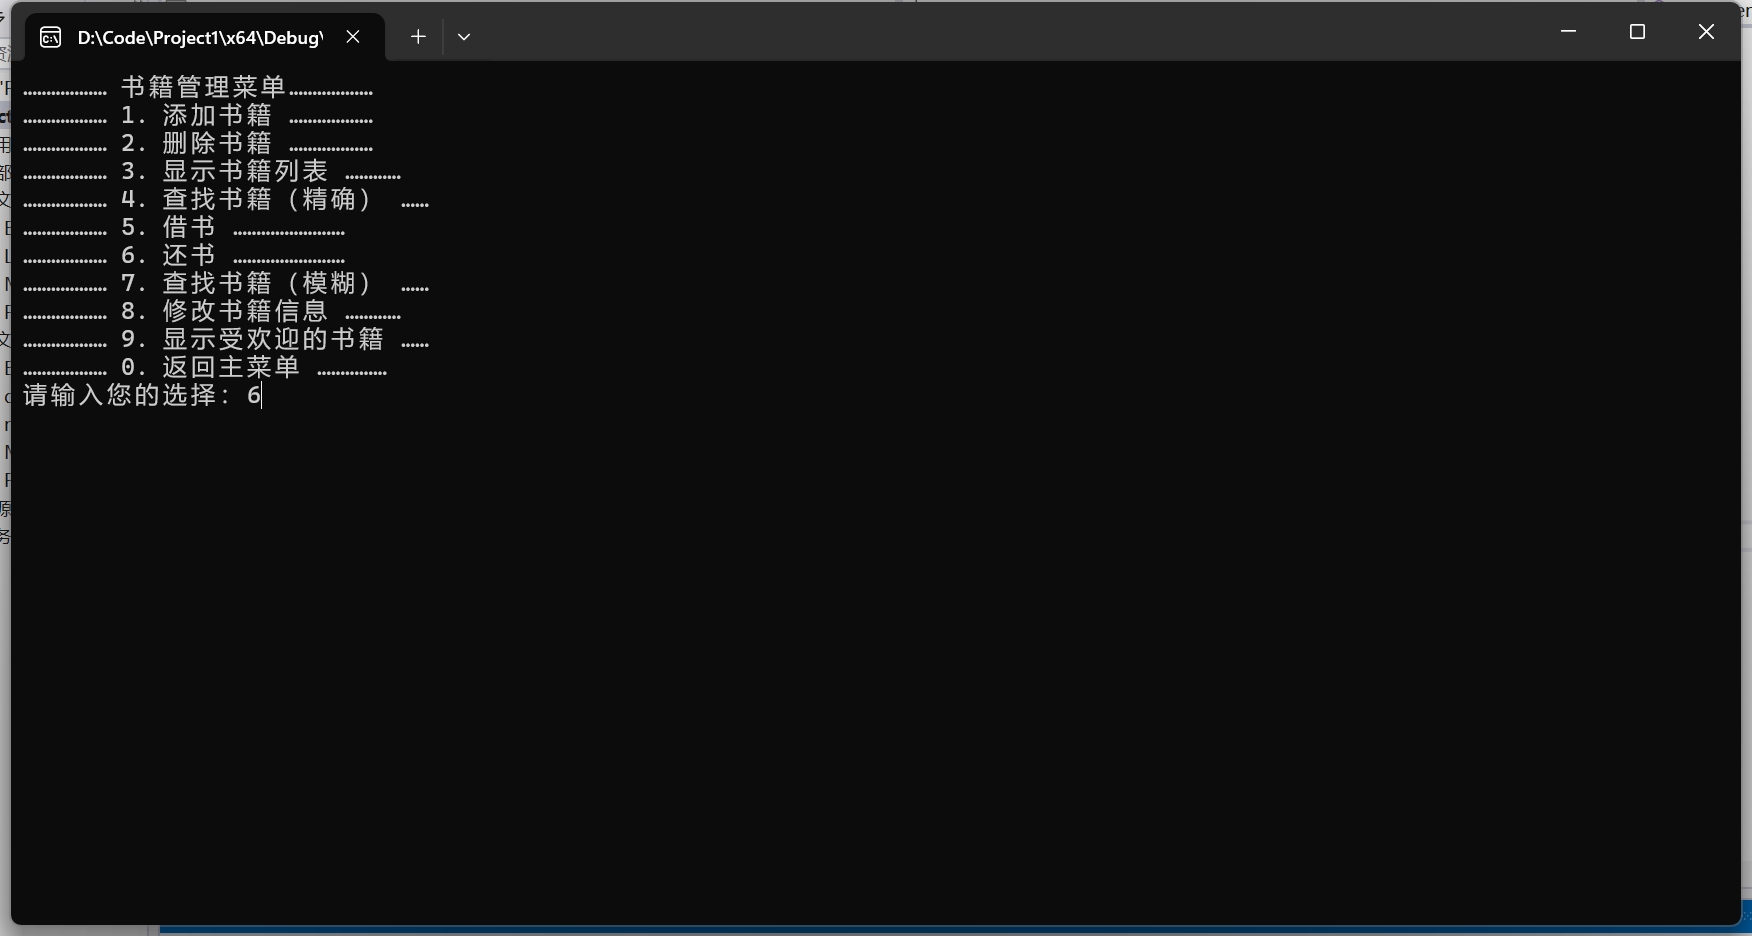 D:\Code\Project1\x64\Debug\
……………… 书籍管理菜单………………
……………… 1. 添加书籍 ………………
……………… 2. 删除书籍 ………………
……………… 3. 显示书籍列表 …………
……………… 4. 查找书籍（精确） ……
……………… 5. 借书 ……………………
……………… 6. 还书 ……………………
……………… 7. 查找书籍（模糊） ……
……………… 8. 修改书籍信息 …………
……………… 9. 显示受欢迎的书籍 ……
……………… 0. 返回主菜单 ……………
请输入您的选择: 6